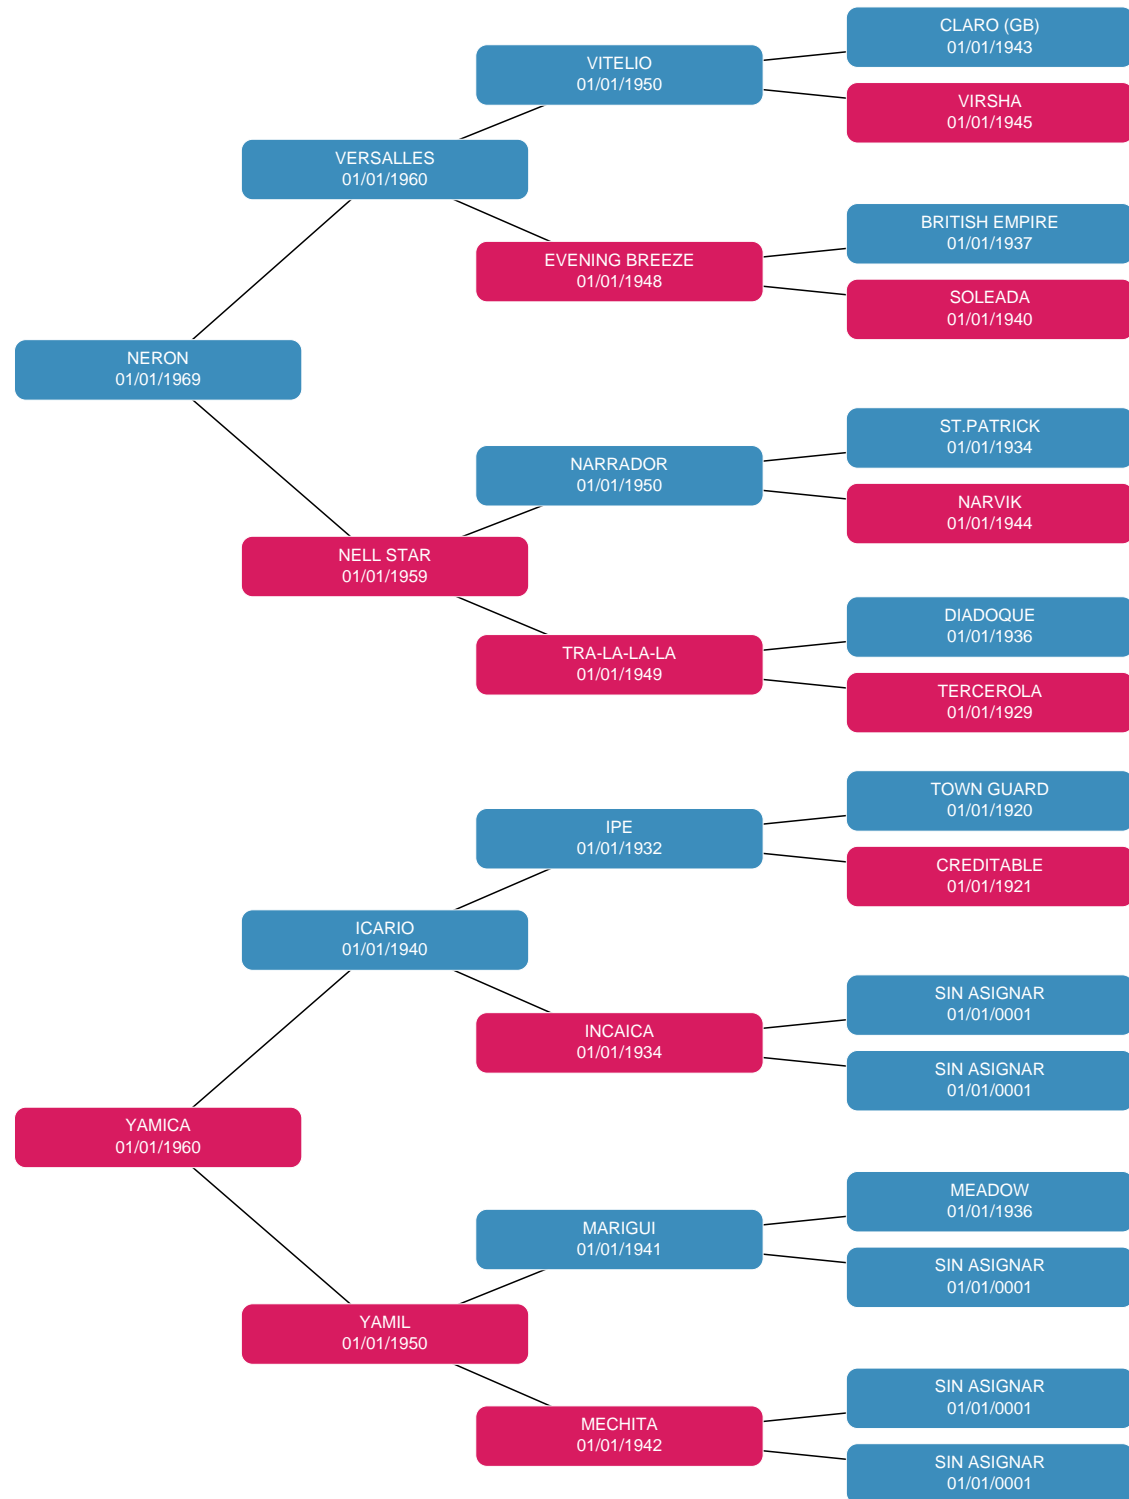 CLARO (GB)
01/01/1943
VITELIO
01/01/1950
VIRSHA
01/01/1945
VERSALLES
01/01/1960
BRITISH EMPIRE
01/01/1937
EVENING BREEZE
01/01/1948
SOLEADA
01/01/1940
NERON
01/01/1969
ST.PATRICK
01/01/1934
NARRADOR
01/01/1950
NARVIK
01/01/1944
NELL STAR
01/01/1959
DIADOQUE
01/01/1936
TRA-LA-LA-LA
01/01/1949
TERCEROLA
01/01/1929
TOWN GUARD
01/01/1920
IPE
01/01/1932
CREDITABLE
01/01/1921
ICARIO
01/01/1940
SIN ASIGNAR
01/01/0001
INCAICA
01/01/1934
SIN ASIGNAR
01/01/0001
YAMICA
01/01/1960
MEADOW
01/01/1936
MARIGUI
01/01/1941
SIN ASIGNAR
01/01/0001
YAMIL
01/01/1950
SIN ASIGNAR
01/01/0001
MECHITA
01/01/1942
SIN ASIGNAR
01/01/0001